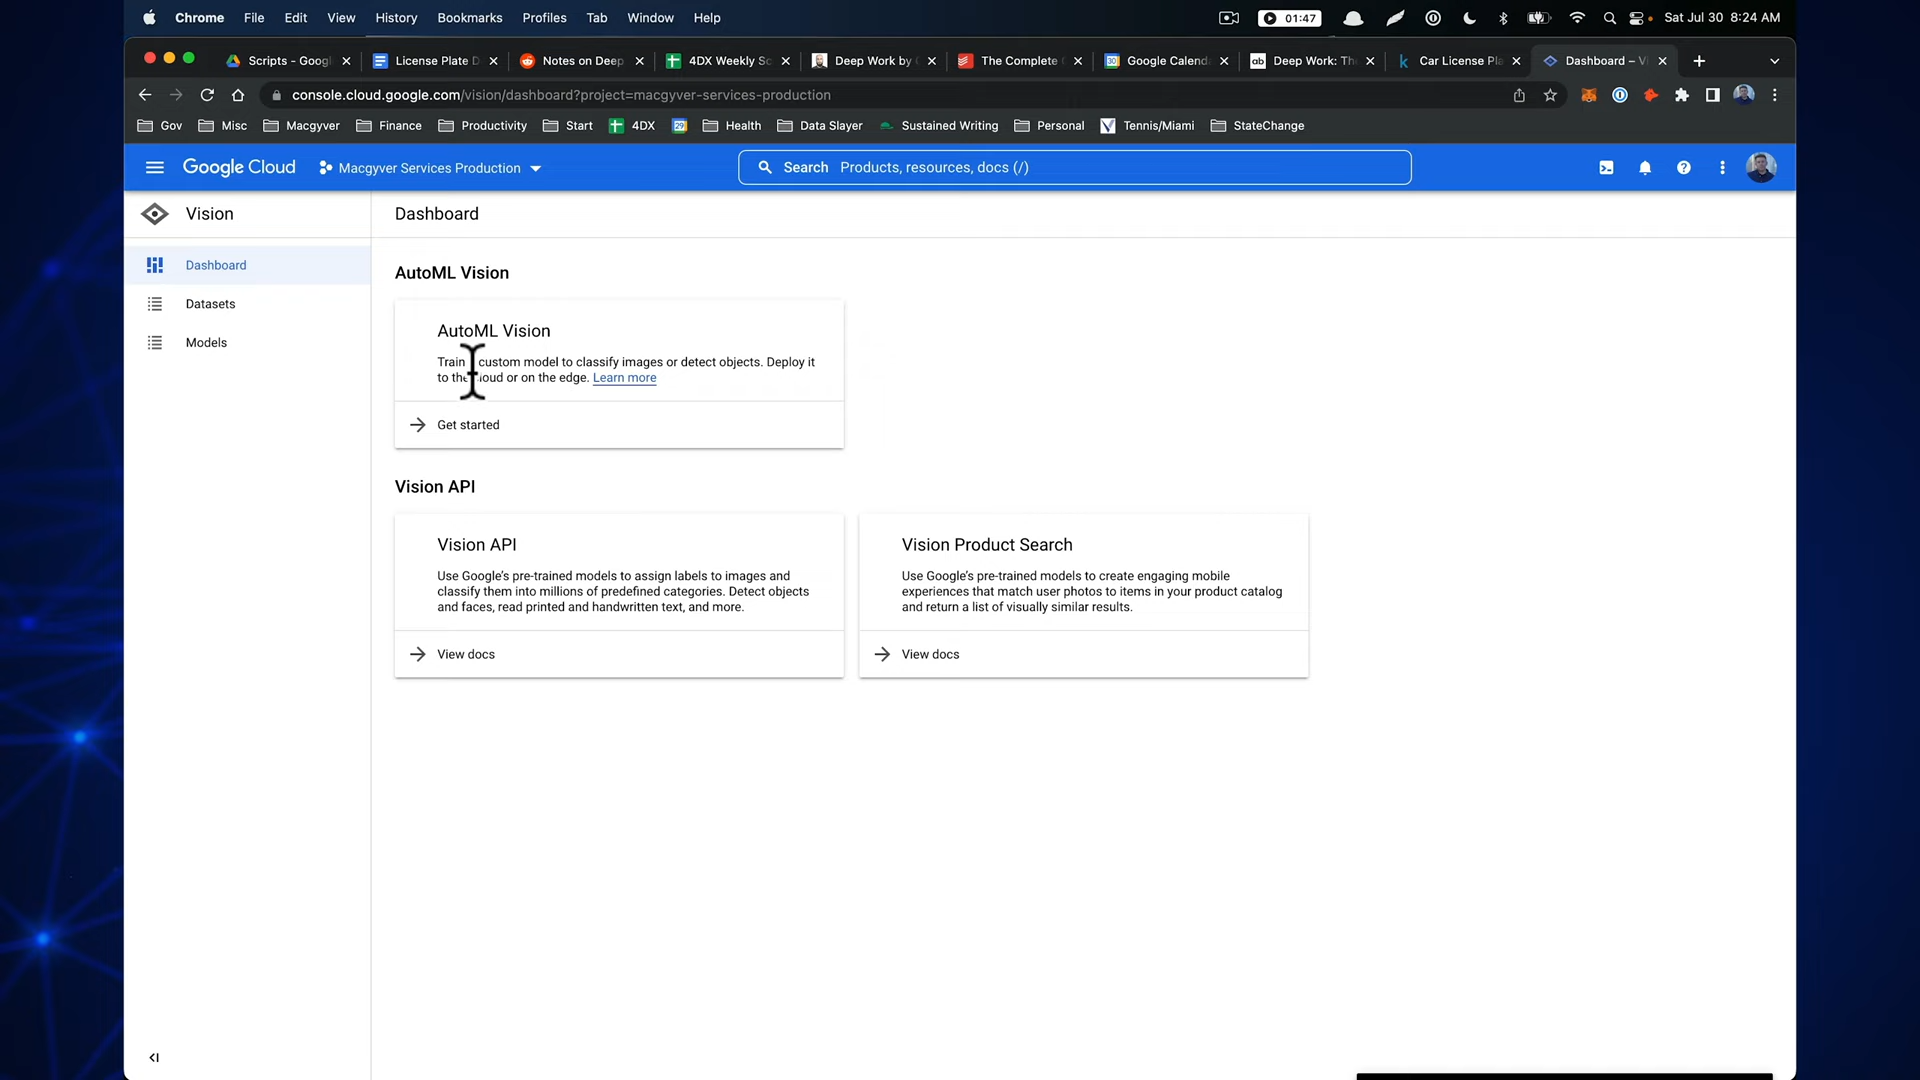 Chrome File Edit View History Bookmarks Profiles Tab Window Help 01:47 Sat Jul 30 8:24 AM
Scripts - Googl License Plate D Notes on Deep 4DX Weekly Sc Deep Work by The Complete Google Calend Deep Work: Th Car License Pla Dashboard – Vi
console.cloud.google.com/vision/dashboard?project=macgyver-services-production
Gov Misc Macgyver Finance Productivity Start 4DX Health Data Slayer Sustained Writing Personal Tennis/Miami StateChange
Google Cloud Macgyver Services Production Search Products, resources, docs (/)
Vision
Dashboard
Datasets
Models
Dashboard
AutoML Vision
AutoML Vision
Train custom model to classify images or detect objects. Deploy it
to the cloud or on the edge. Learn more
Get started
Vision API
Vision API
Use Google's pre-trained models to assign labels to images and
classify them into millions of predefined categories. Detect objects
and faces, read printed and handwritten text, and more.
View docs
Vision Product Search
Use Google's pre-trained models to create engaging mobile
experiences that match user photos to items in your product catalog
and return a list of visually similar results.
View docs